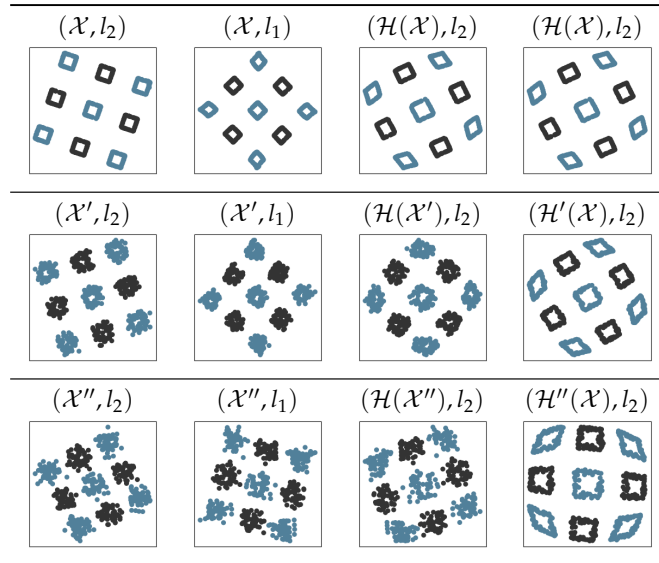 (𝒳, l₂) (𝒳, l₁) (ℋ(𝒳), l₂) (ℋ(𝒳), l₂)
(𝒳′, l₂) (𝒳′, l₁) (ℋ(𝒳′), l₂) (ℋ′(𝒳), l₂)
(𝒳″, l₂) (𝒳″, l₁) (ℋ(𝒳″), l₂) (ℋ″(𝒳), l₂)